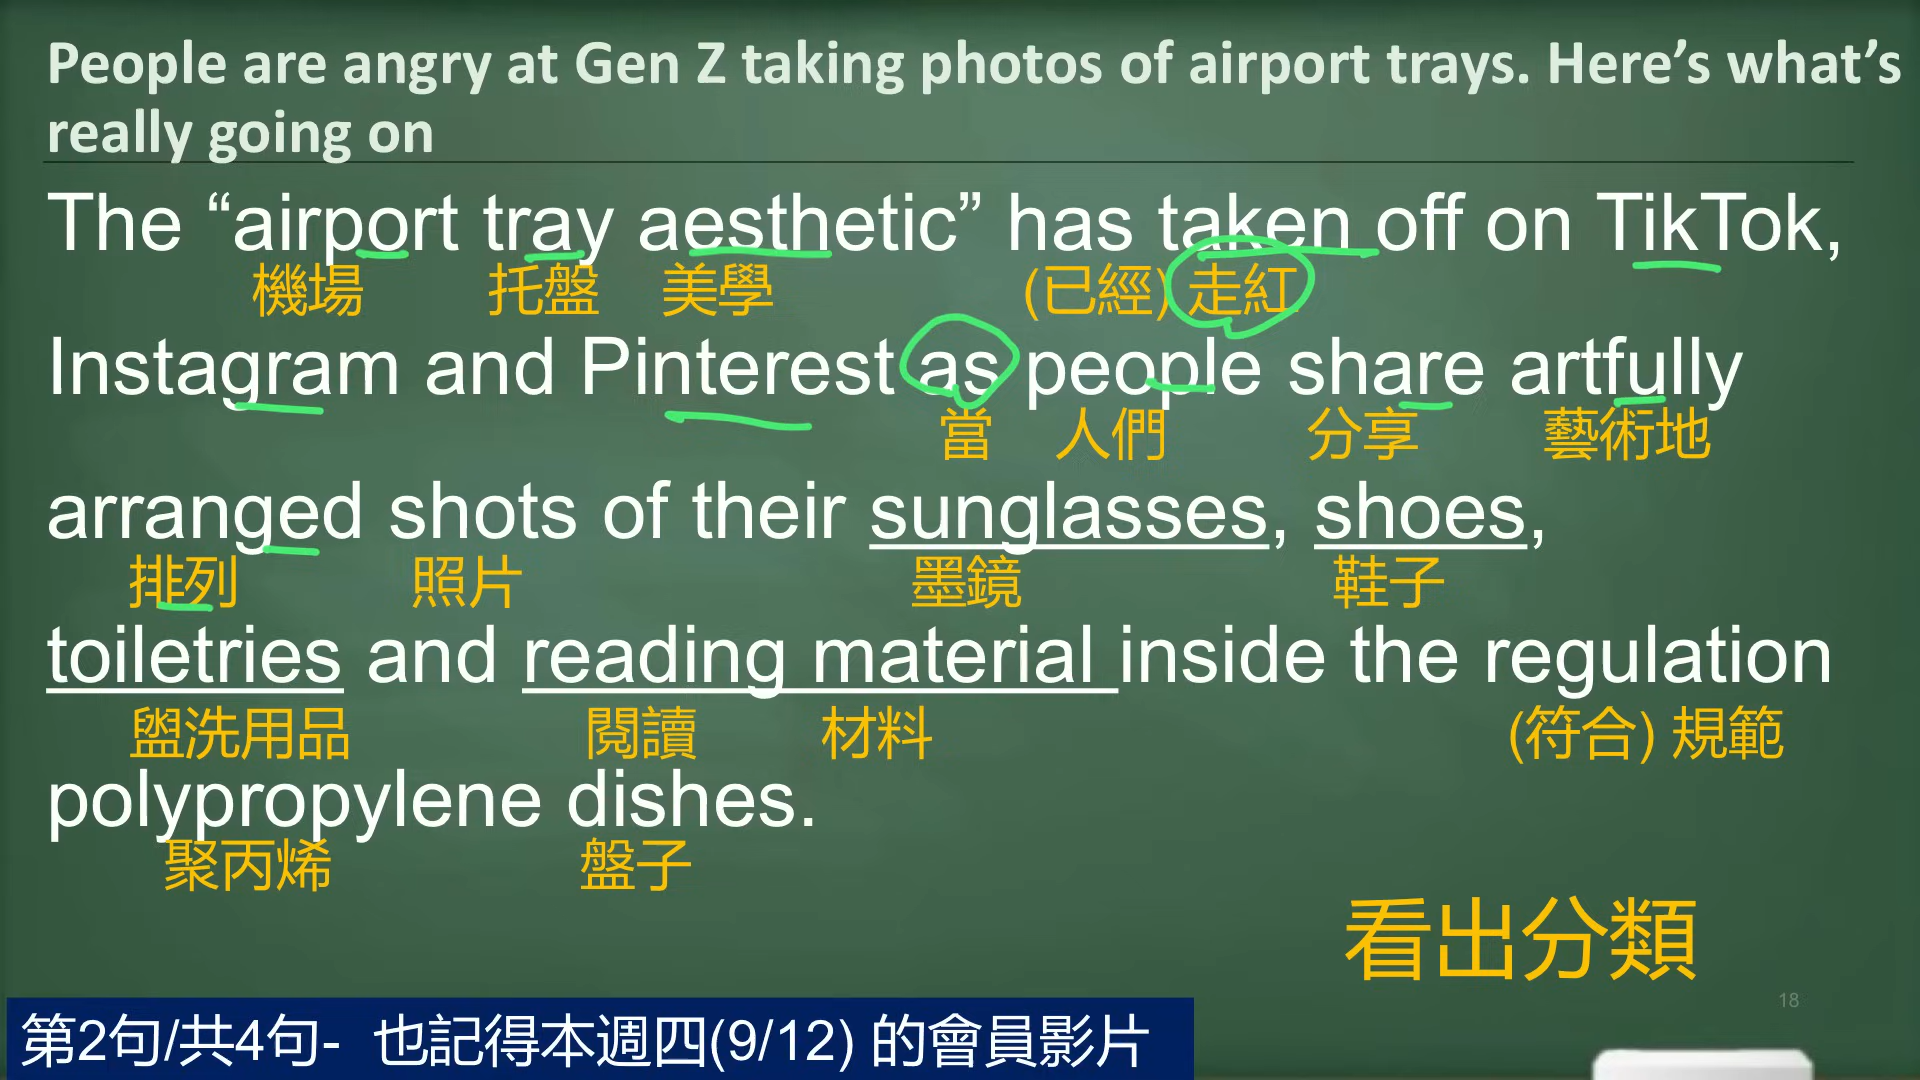 People are angry at Gen Z taking photos of airport trays. Here’s what’s
really going on
The “airport tray aesthetic” has taken off on TikTok,
機場 托盤 美學 (已經) 走紅
Instagram and Pinterest as people share artfully
當 人們 分享 藝術地
arranged shots of their sunglasses, shoes,
排列 照片 墨鏡 鞋子
toiletries and reading material inside the regulation
盥洗用品 閱讀 材料 (符合) 規範
polypropylene dishes.
聚丙烯 盤子
看出分類
18
第2句/共4句- 也記得本週四(9/12) 的會員影片